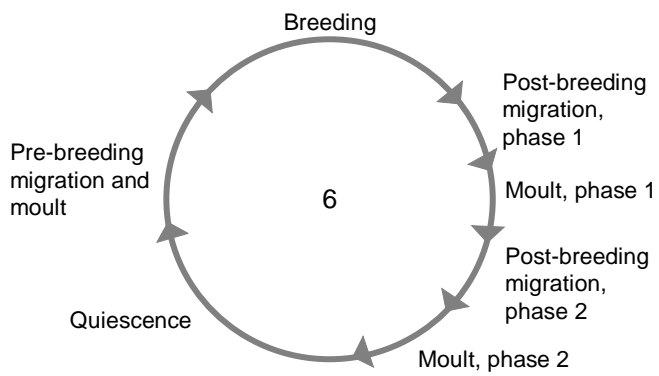 Breeding
Post-breeding
migration,
phase 1
Moult, phase 1
Post-breeding
migration,
phase 2
Moult, phase 2
Quiescence
Pre-breeding
migration and
moult
6